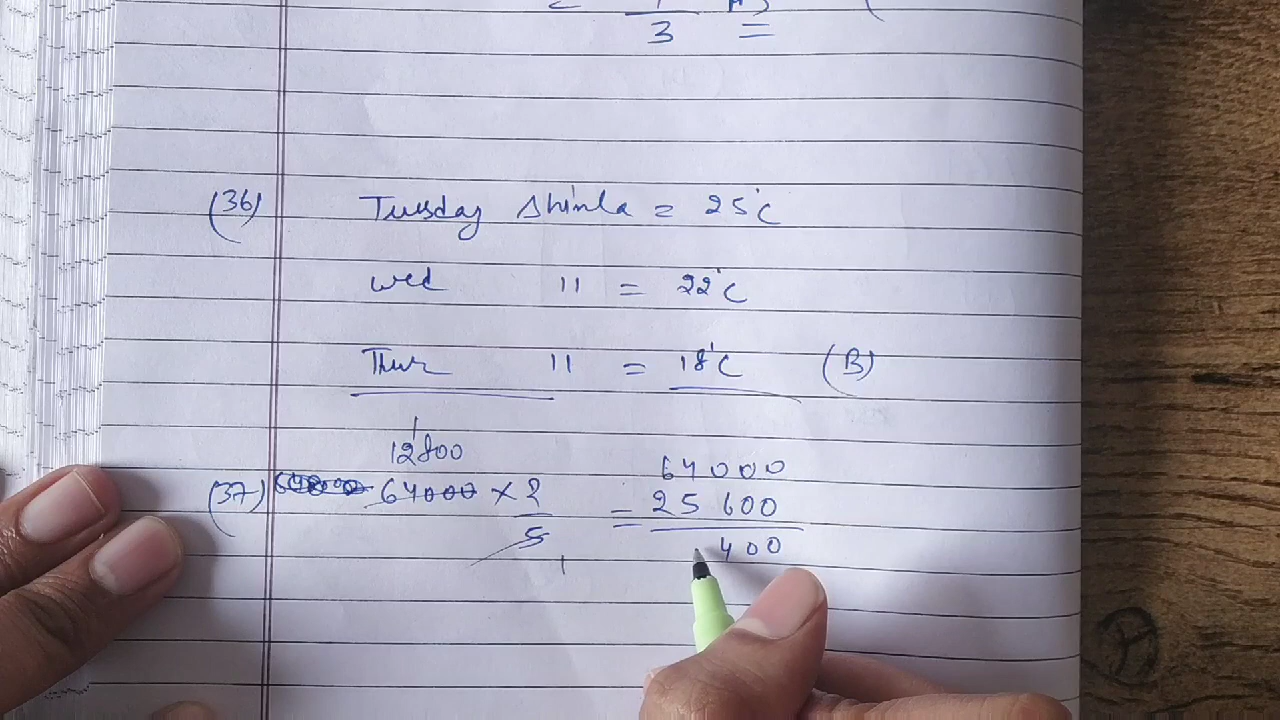 1/3
(36) Tuesday Shimla = 25°C
Wed 11 = 22°C
Thur 11 = 18°C (B)
12800
(37) 64000 × 2/5 = 64000
25600
400